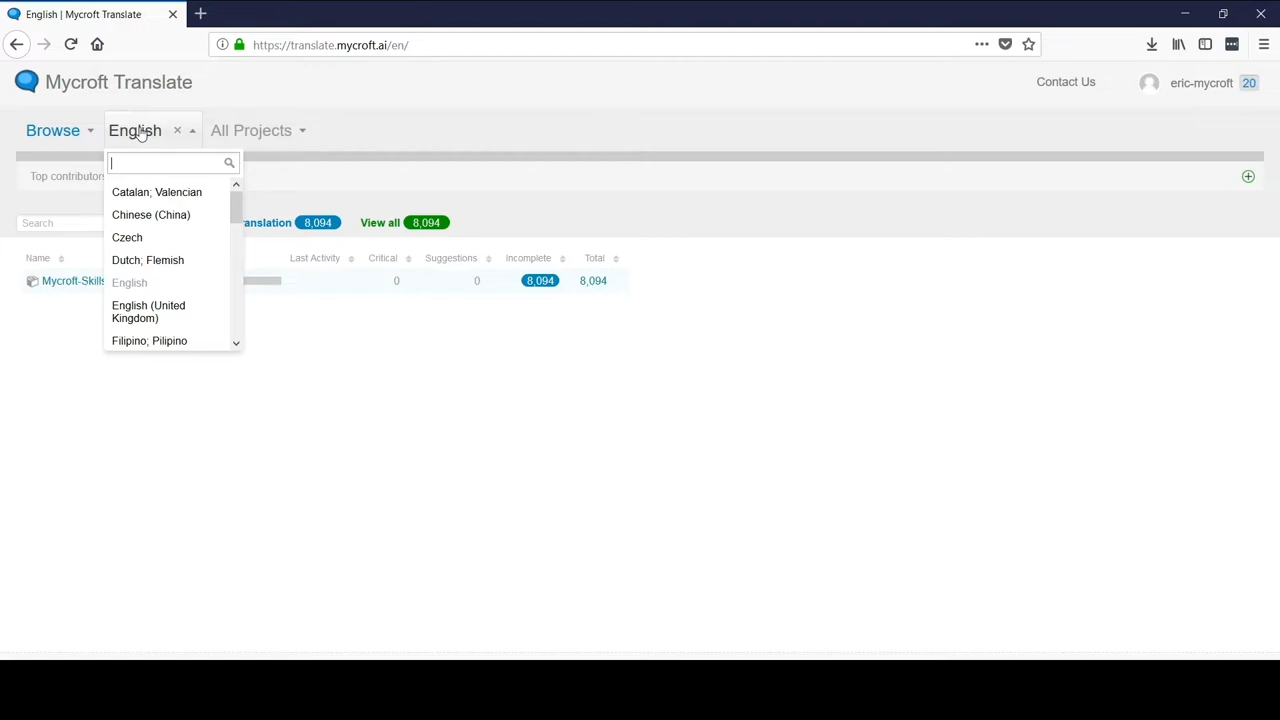 English | Mycroft Translate
https://translate.mycroft.ai/en/
Mycroft Translate
Contact Us
eric-mycroft 20
Browse
English
All Projects
Top contributors
Catalan; Valencian
Chinese (China)
Czech
Dutch; Flemish
English
English (United
Kingdom)
Filipino; Pilipino
Search
anslation 8,094
View all 8,094
Name
Last Activity
Critical
Suggestions
Incomplete
Total
Mycroft-Skills
0
0
8,094
8,094